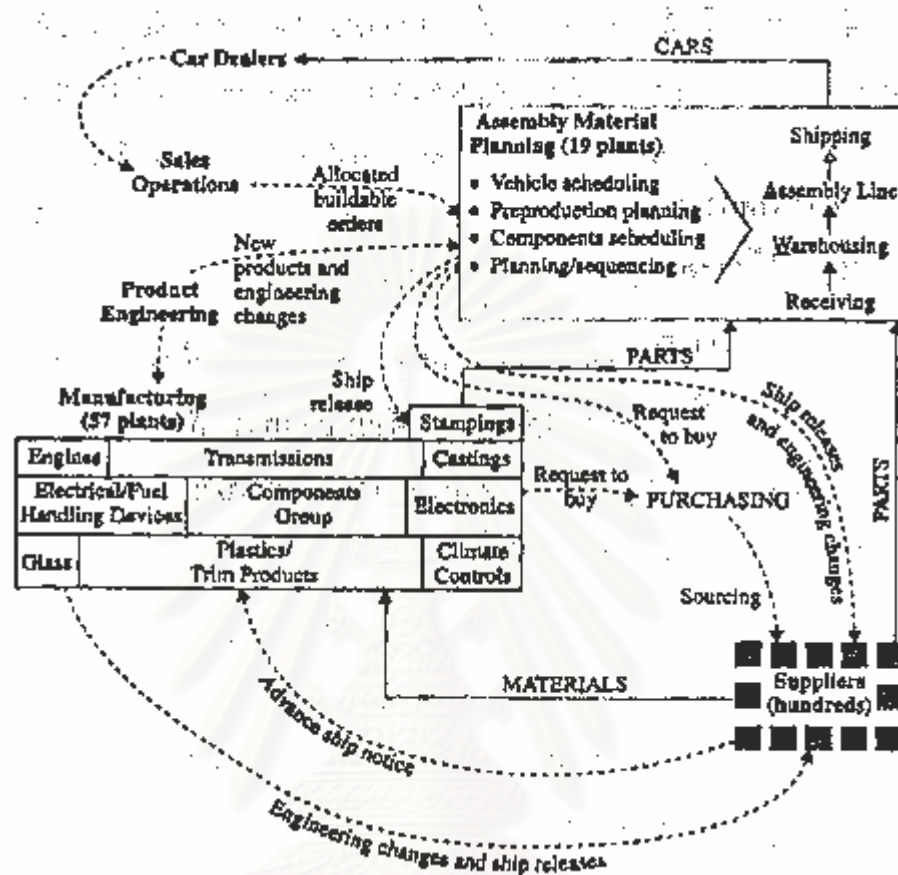 CARS
Car Dealers
Assembly Material
Planning (19 plants)
• Vehicle scheduling
• Preproduction planning
• Components scheduling
• Planning/sequencing
Shipping
Assembly Line
Warehousing
Receiving
Sales
Operations
Allocated
buildable
orders
New
products and
engineering
changes
Product
Engineering
PARTS
Ship
release
Manufacturing
(57 plants)
Stampings
Engines
Transmissions
Castings
Electrical/Fuel
Handling Devices
Components
Group
Electronics
Glass
Plastics/
Trim Products
Climate
Controls
Request
to buy
Request to
buy
PURCHASING
Ship releases
and engineering changes
PARTS
Sourcing
Suppliers
(hundreds)
MATERIALS
Advance ship notice
Engineering changes and ship releases